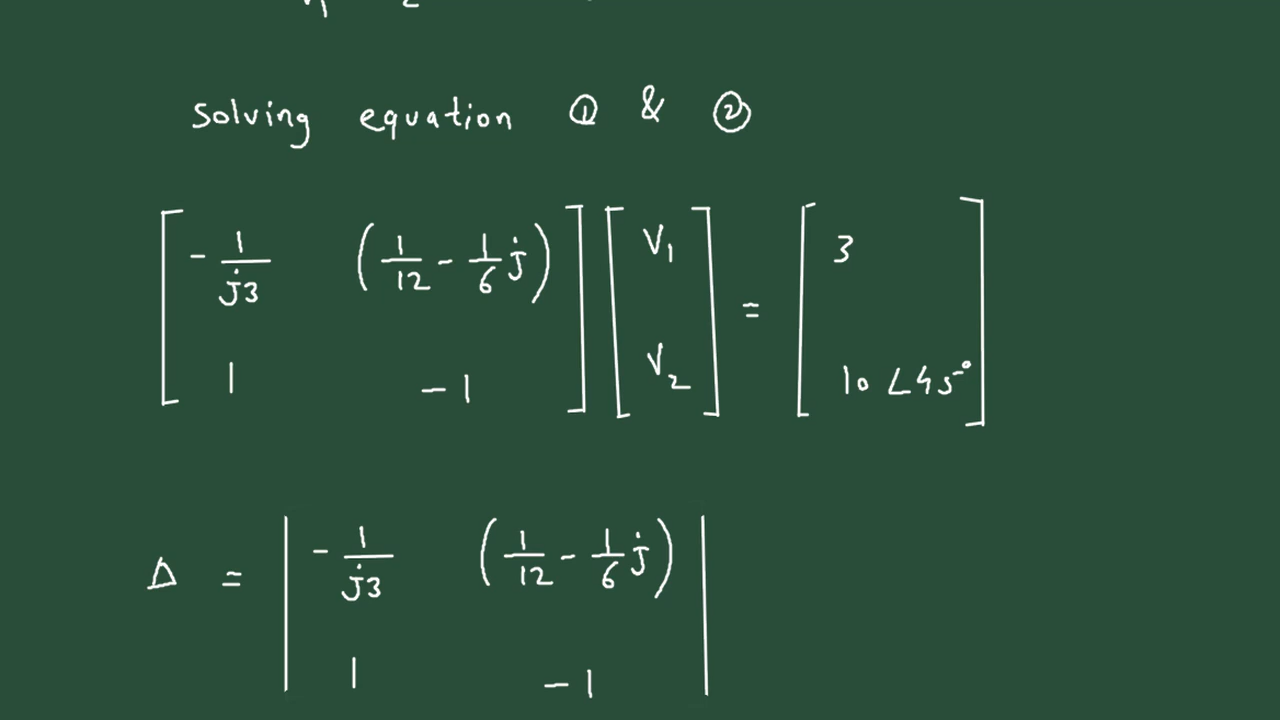 Solving equation ① & ②
[ -1/j3 (1/12 - 1/6 j) ] [ V₁ ] = [ 3 ]
[ 1 -1 ] [ V₂ ] [ 10 ∠45° ]
Δ = | -1/j3 (1/12 - 1/6 j) |
| 1 -1 |